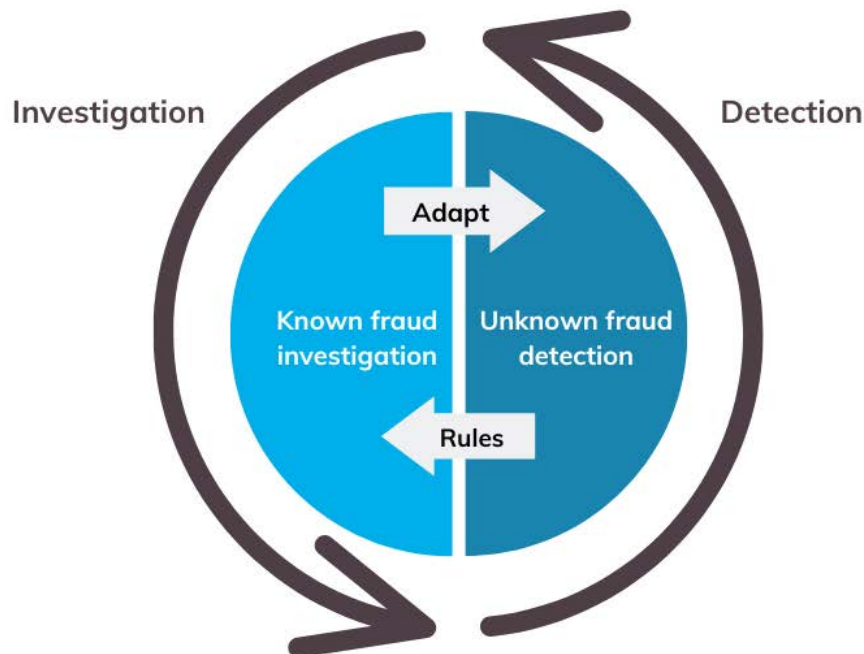 Investigation
Detection
Adapt
Known fraud
investigation
Unknown fraud
detection
Rules